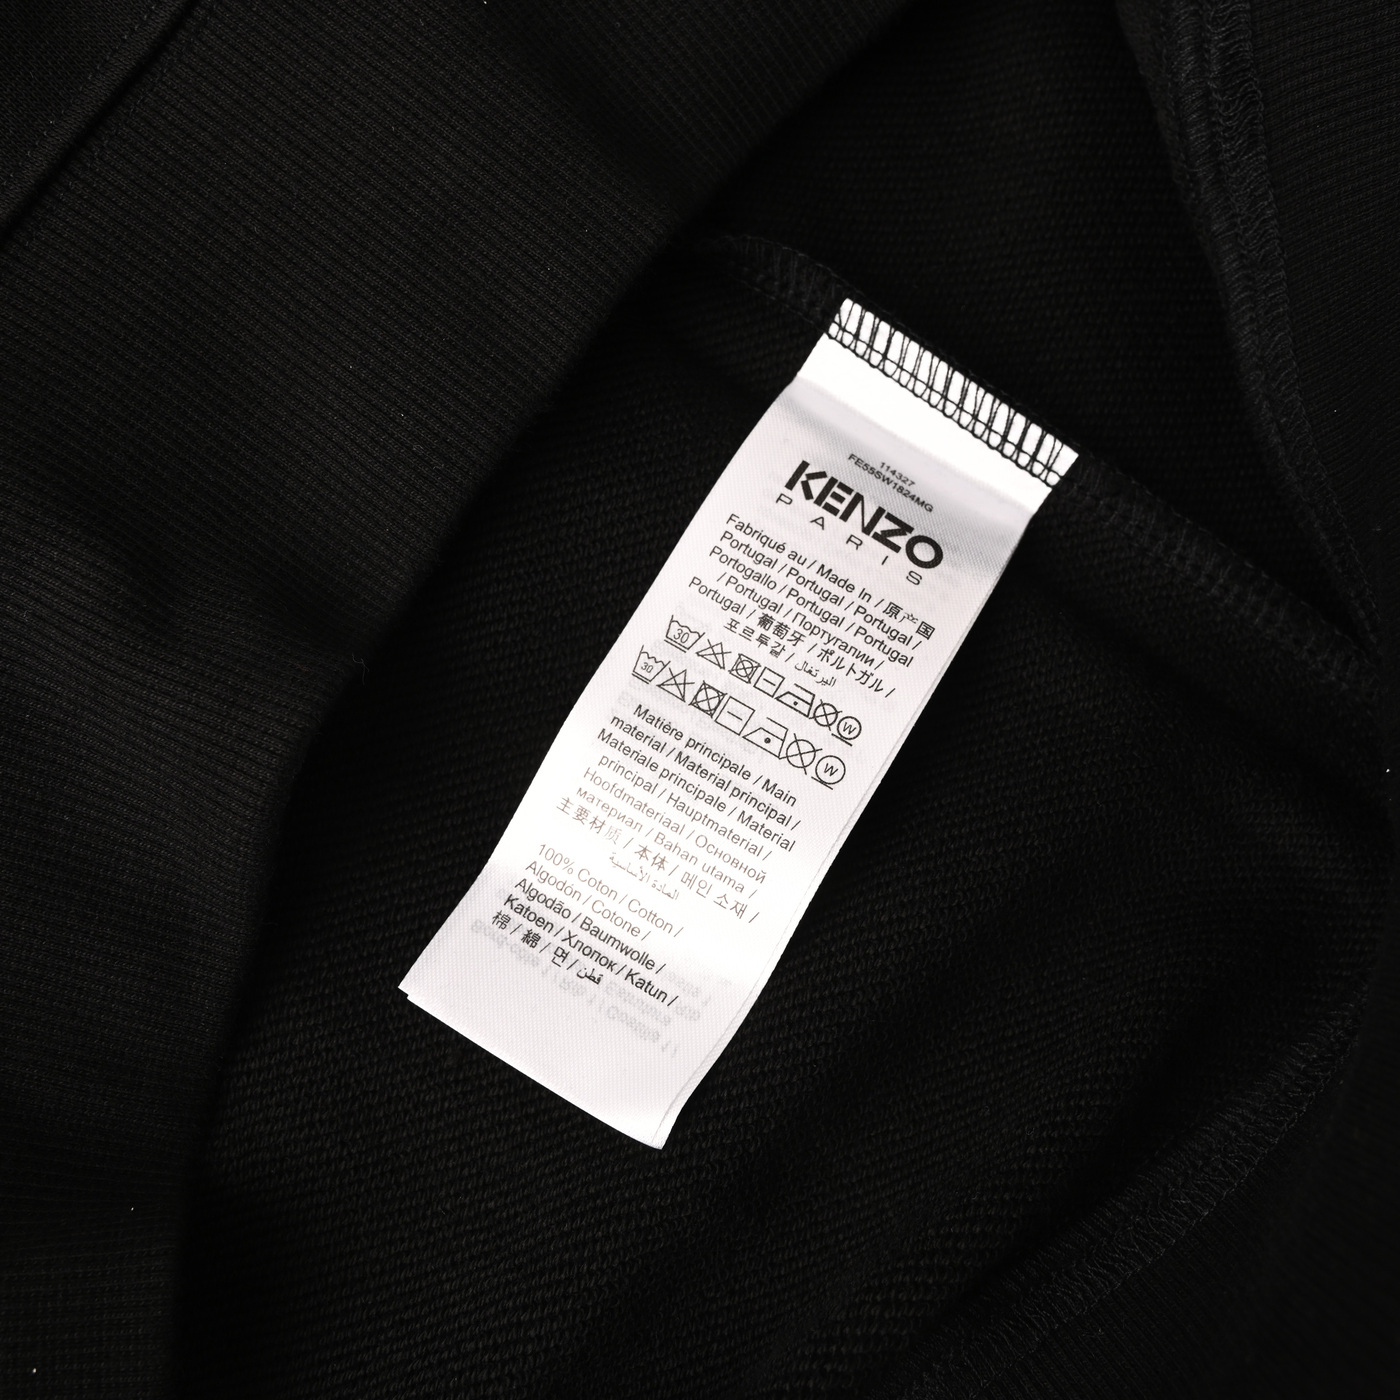 114327
FE55SW1824MG
KENZO
PARIS
Fabriqué au / Made In / 原产国
Portugal / Portugal / Portugal /
Portogallo / Portugal / Portugal
/ Portugal / Португалии /
Portugal / 葡萄牙 / ポルトガル /
포르투갈 / البرتغال
30 W
30 W
Matière principale / Main
material / Material principal /
Materiale principale / Material
principal / Hauptmaterial /
Hoofdmateriaal / Основной
материал / Bahan utama /
主要材质 / 本体 / 메인 소재 /
المادة الأساسية
100% Coton / Cotton /
Algodón / Cotone /
Algodão / Baumwolle /
Katoen / Хлопок / Katun /
棉 / 綿 / 면 / قطن